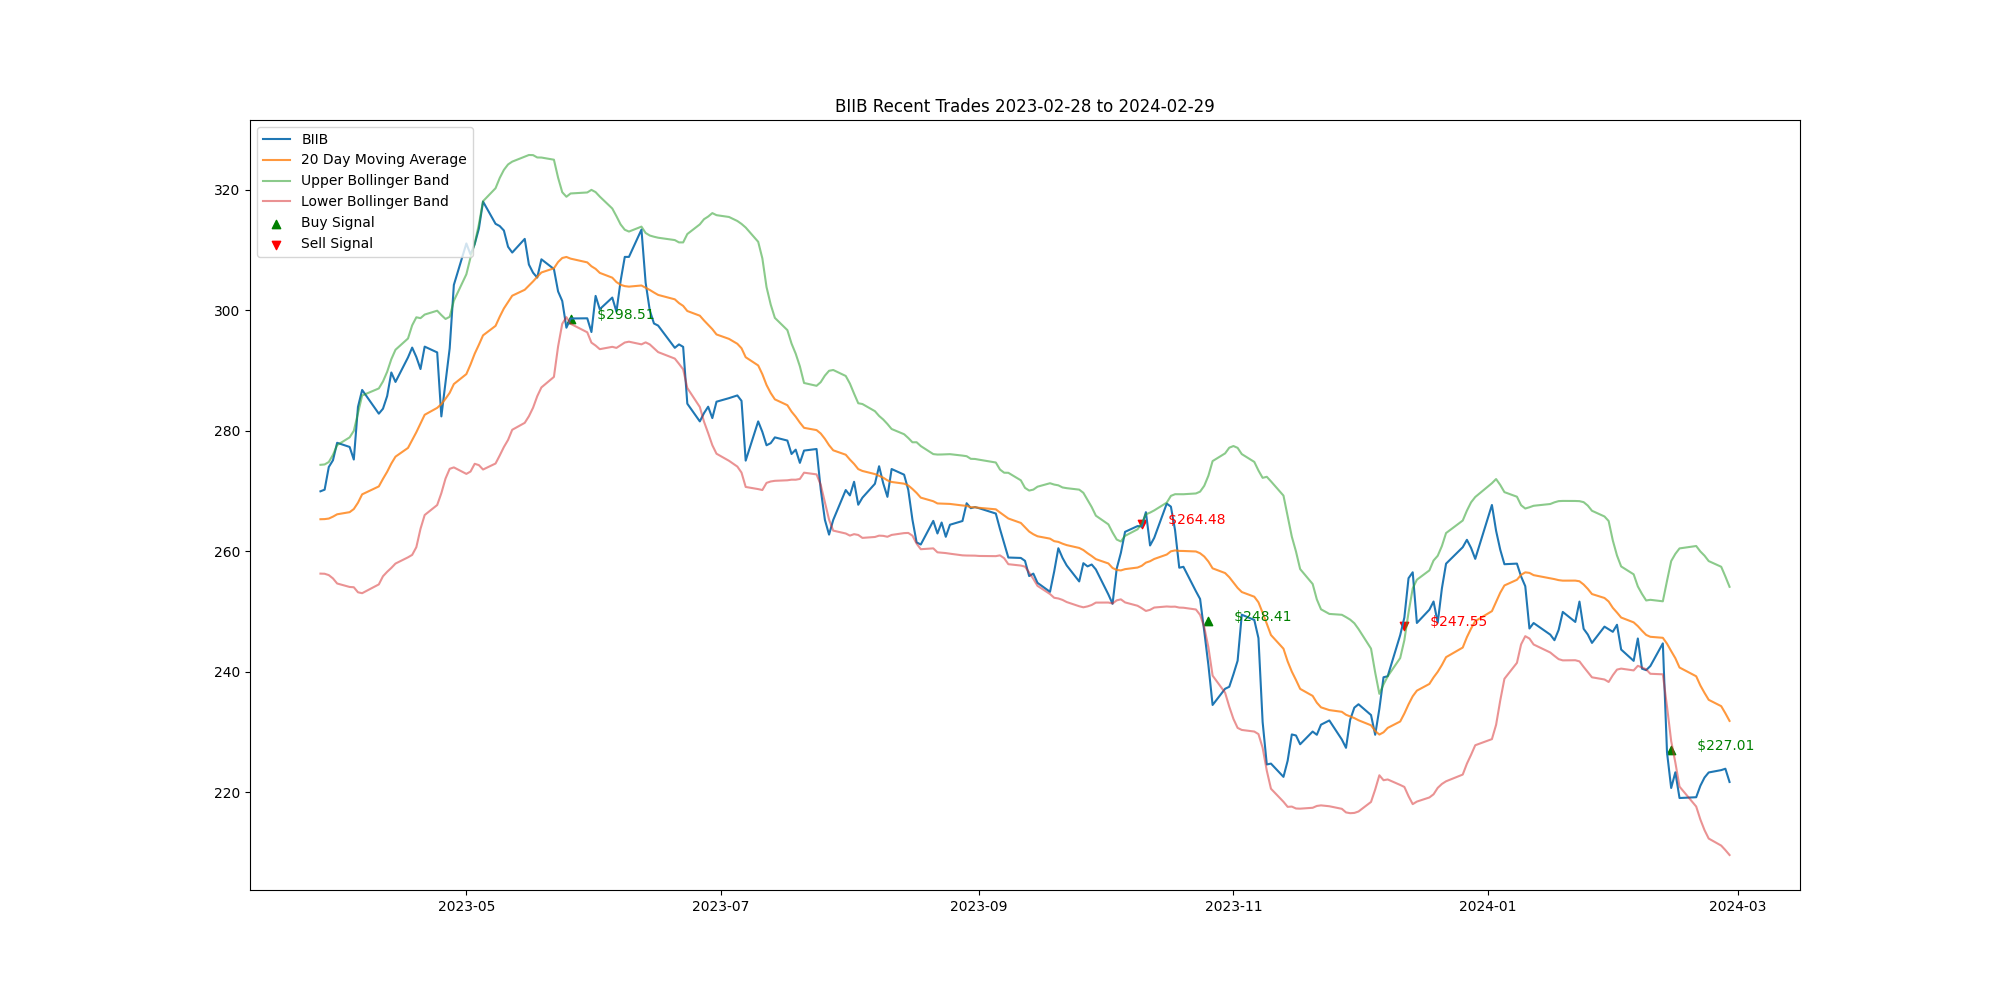 BIIB Recent Trades 2023-02-28 to 2024-02-29
BIIB
20 Day Moving Average
Upper Bollinger Band
Lower Bollinger Band
Buy Signal
Sell Signal
320
300
280
260
240
220
$298.51
$264.48
$248.41
$247.55
$227.01
2023-05
2023-07
2023-09
2023-11
2024-01
2024-03